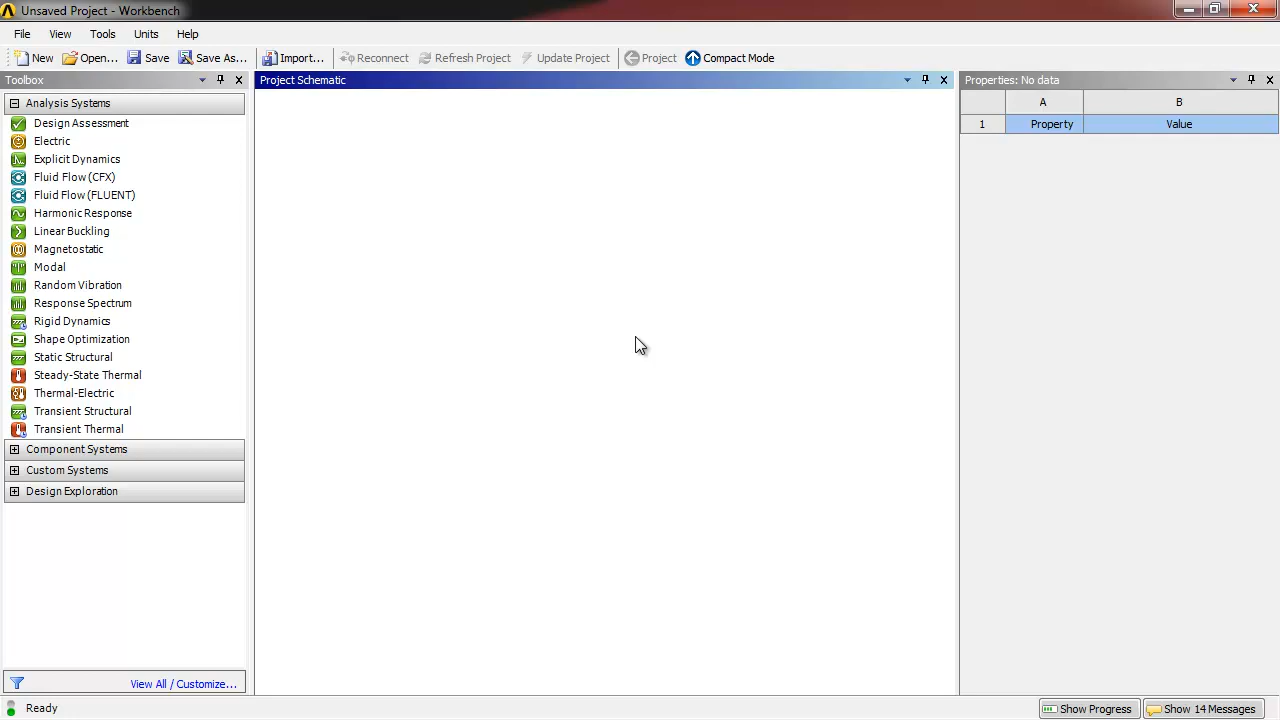 Unsaved Project - Workbench
File View Tools Units Help
New Open... Save Save As... Import... Reconnect Refresh Project Update Project Project Compact Mode
Toolbox
Analysis Systems
Design Assessment
Electric
Explicit Dynamics
Fluid Flow (CFX)
Fluid Flow (FLUENT)
Harmonic Response
Linear Buckling
Magnetostatic
Modal
Random Vibration
Response Spectrum
Rigid Dynamics
Shape Optimization
Static Structural
Steady-State Thermal
Thermal-Electric
Transient Structural
Transient Thermal
Component Systems
Custom Systems
Design Exploration
View All / Customize...
Project Schematic
Properties: No data
A B
1 Property Value
Ready
Show Progress Show 14 Messages